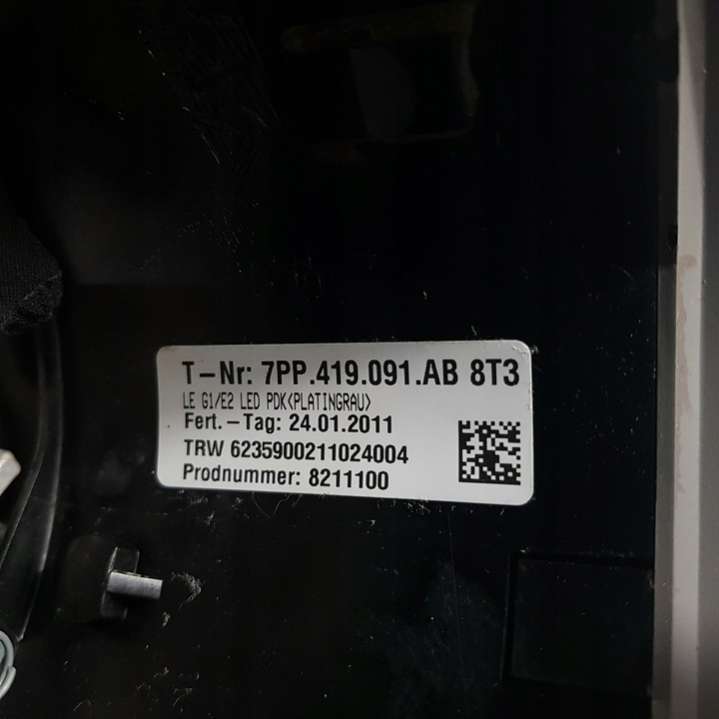 T-Nr: 7PP.419.091.AB 8T3
LE G1/E2 LED PDK<PLATINGRAU>
Fert.-Tag: 24.01.2011
TRW 6235900211024004
Prodnummer: 8211100